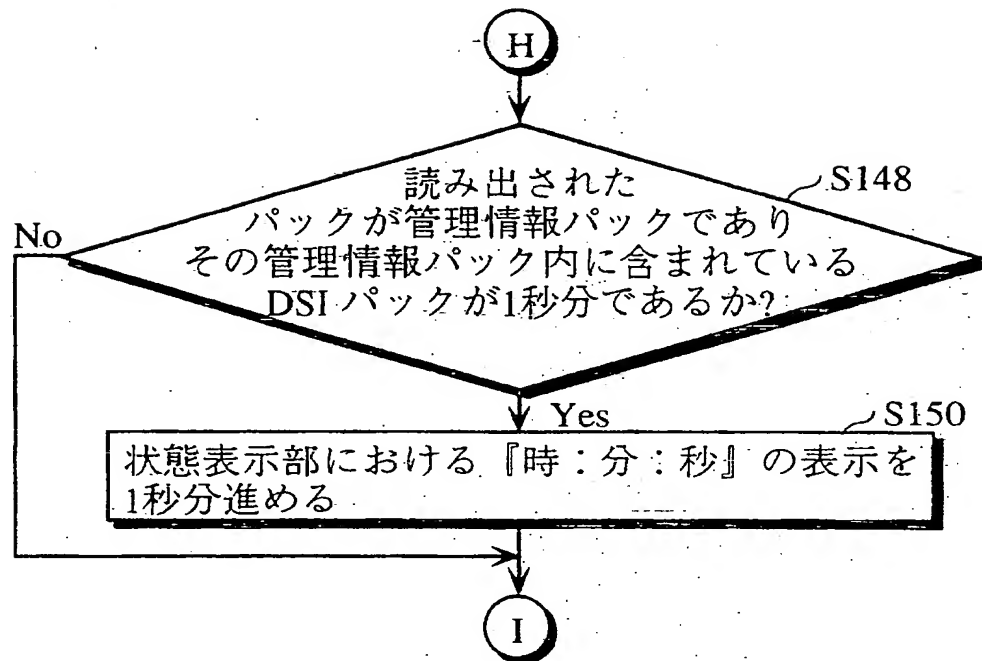 H
読み出された
S148
パックが管理情報パックであり
No
その管理情報パック内に含まれている
DSIパックが1秒分であるか?
Yes
S150
状態表示部における『時:分:秒』の表示を
1秒分進める
I